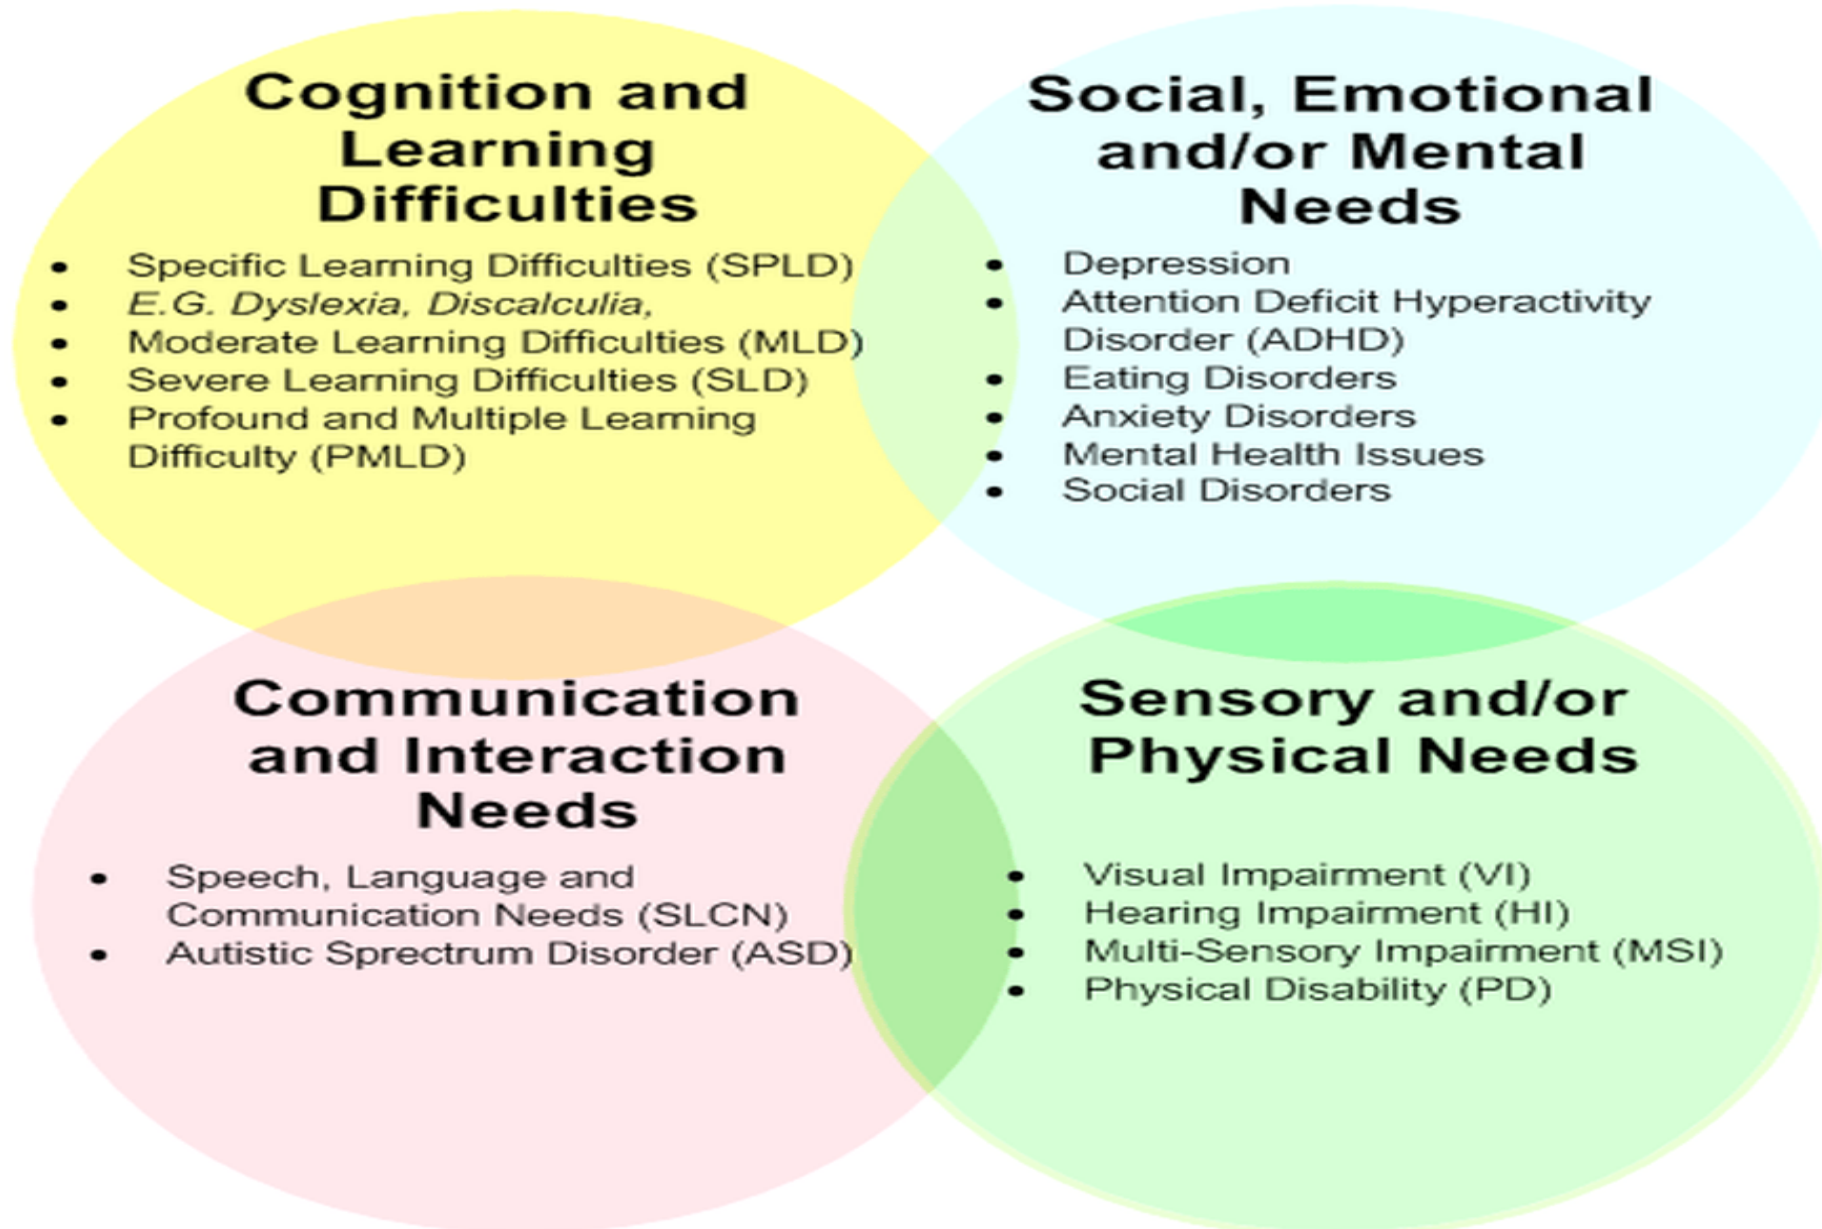 Cognition and
Learning
Difficulties
• Specific Learning Difficulties (SPLD)
• E.G. Dyslexia, Discalculia,
• Moderate Learning Difficulties (MLD)
• Severe Learning Difficulties (SLD)
• Profound and Multiple Learning
Difficulty (PMLD)
Social, Emotional
and/or Mental
Needs
• Depression
• Attention Deficit Hyperactivity
Disorder (ADHD)
• Eating Disorders
• Anxiety Disorders
• Mental Health Issues
• Social Disorders
Communication
and Interaction
Needs
• Speech, Language and
Communication Needs (SLCN)
• Autistic Sprectrum Disorder (ASD)
Sensory and/or
Physical Needs
• Visual Impairment (VI)
• Hearing Impairment (HI)
• Multi-Sensory Impairment (MSI)
• Physical Disability (PD)